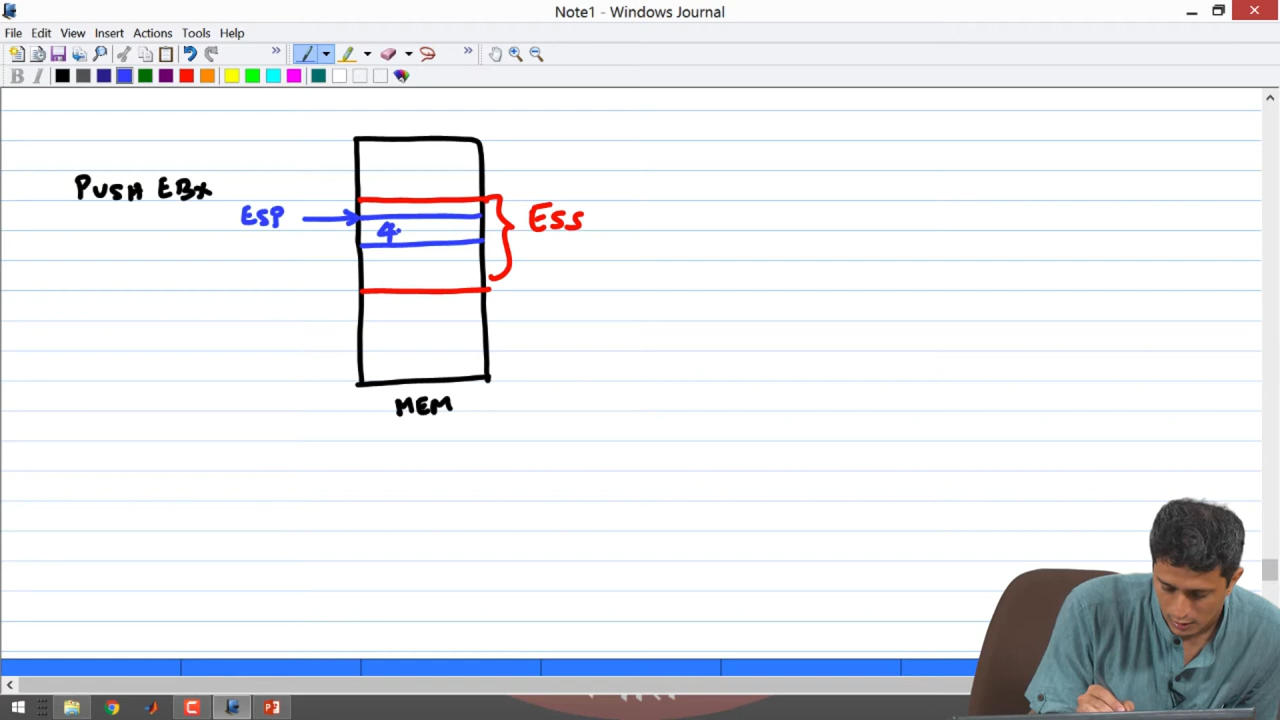 Note1 - Windows Journal
File Edit View Insert Actions Tools Help
PUSH EBX
ESP
4
ESS
MEM